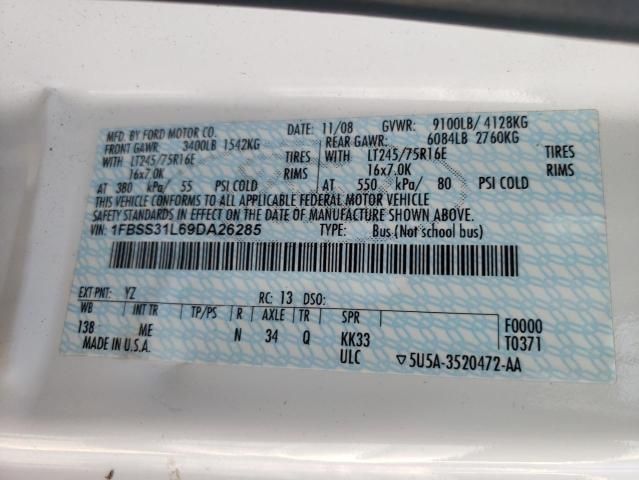 MFD. BY FORD MOTOR CO. DATE: 11/08 GVWR: 9100LB/ 4128KG
FRONT GAWR: 3400LB 1542KG REAR GAWR: 6084LB 2760KG
WITH LT245/75R16E TIRES WITH LT245/75R16E TIRES
16x7.0K RIMS 16x7.0K RIMS
AT 380 kPa/ 55 PSI COLD AT 550 kPa/ 80 PSI COLD
THIS VEHICLE CONFORMS TO ALL APPLICABLE FEDERAL MOTOR VEHICLE
SAFETY STANDARDS IN EFFECT ON THE DATE OF MANUFACTURE SHOWN ABOVE.
VIN: 1FBSS31L69DA26285 TYPE: Bus (Not school bus)
EXT PNT: YZ RC: 13 DSO:
WB INT TR TP/PS R AXLE TR SPR F0000
138 ME N 34 Q KK33 T0371
MADE IN U.S.A. ULC ▽5U5A-3520472-AA